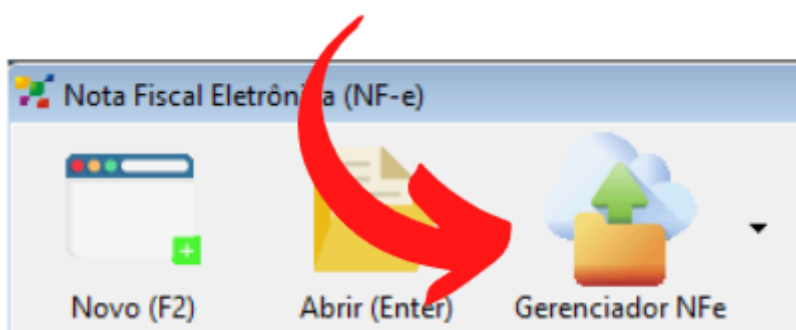 Nota Fiscal Eletrônica (NF-e)
Novo (F2)
Abrir (Enter)
Gerenciador NFe